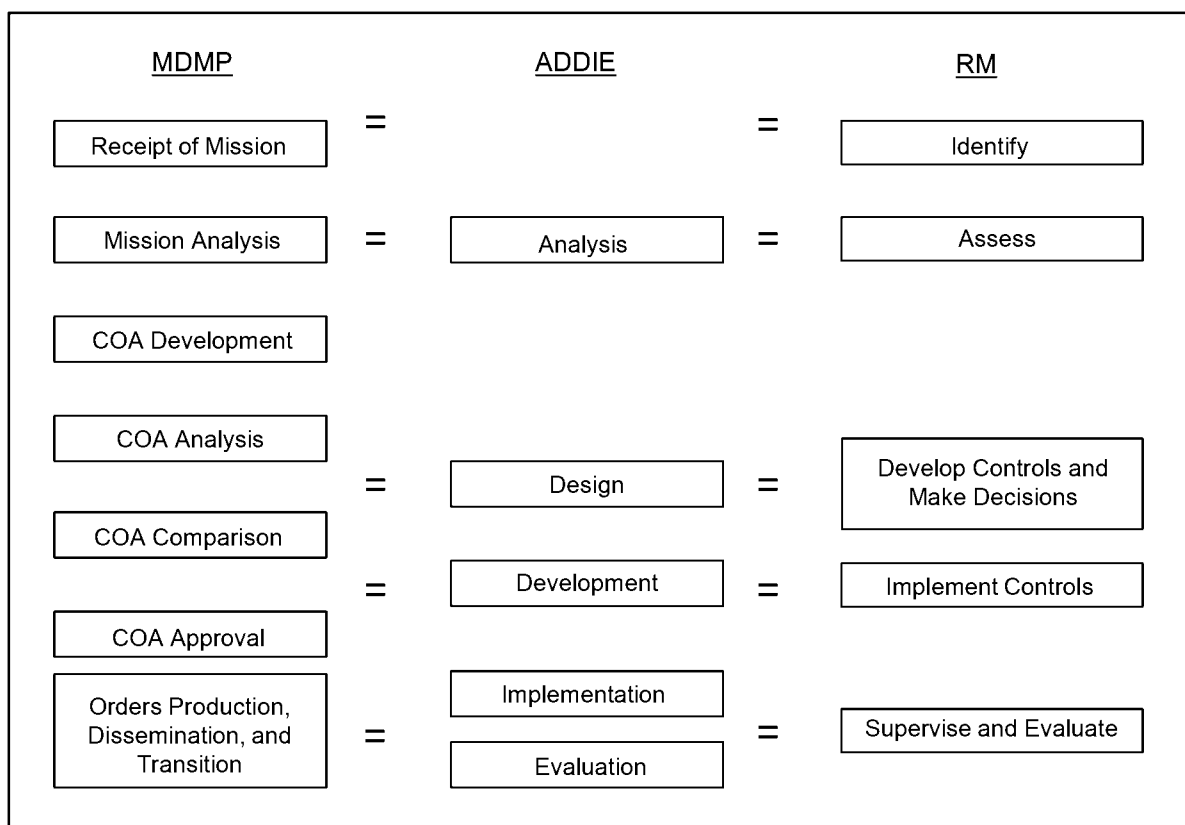 MDMP
ADDIE
RM
Receipt of Mission
=
=
Identify
Mission Analysis
=
Analysis
=
Assess
COA Development
COA Analysis
=
Design
=
Develop Controls and
Make Decisions
COA Comparison
=
Development
=
Implement Controls
COA Approval
Orders Production,
Dissemination, and
Transition
=
Implementation
Evaluation
=
Supervise and Evaluate